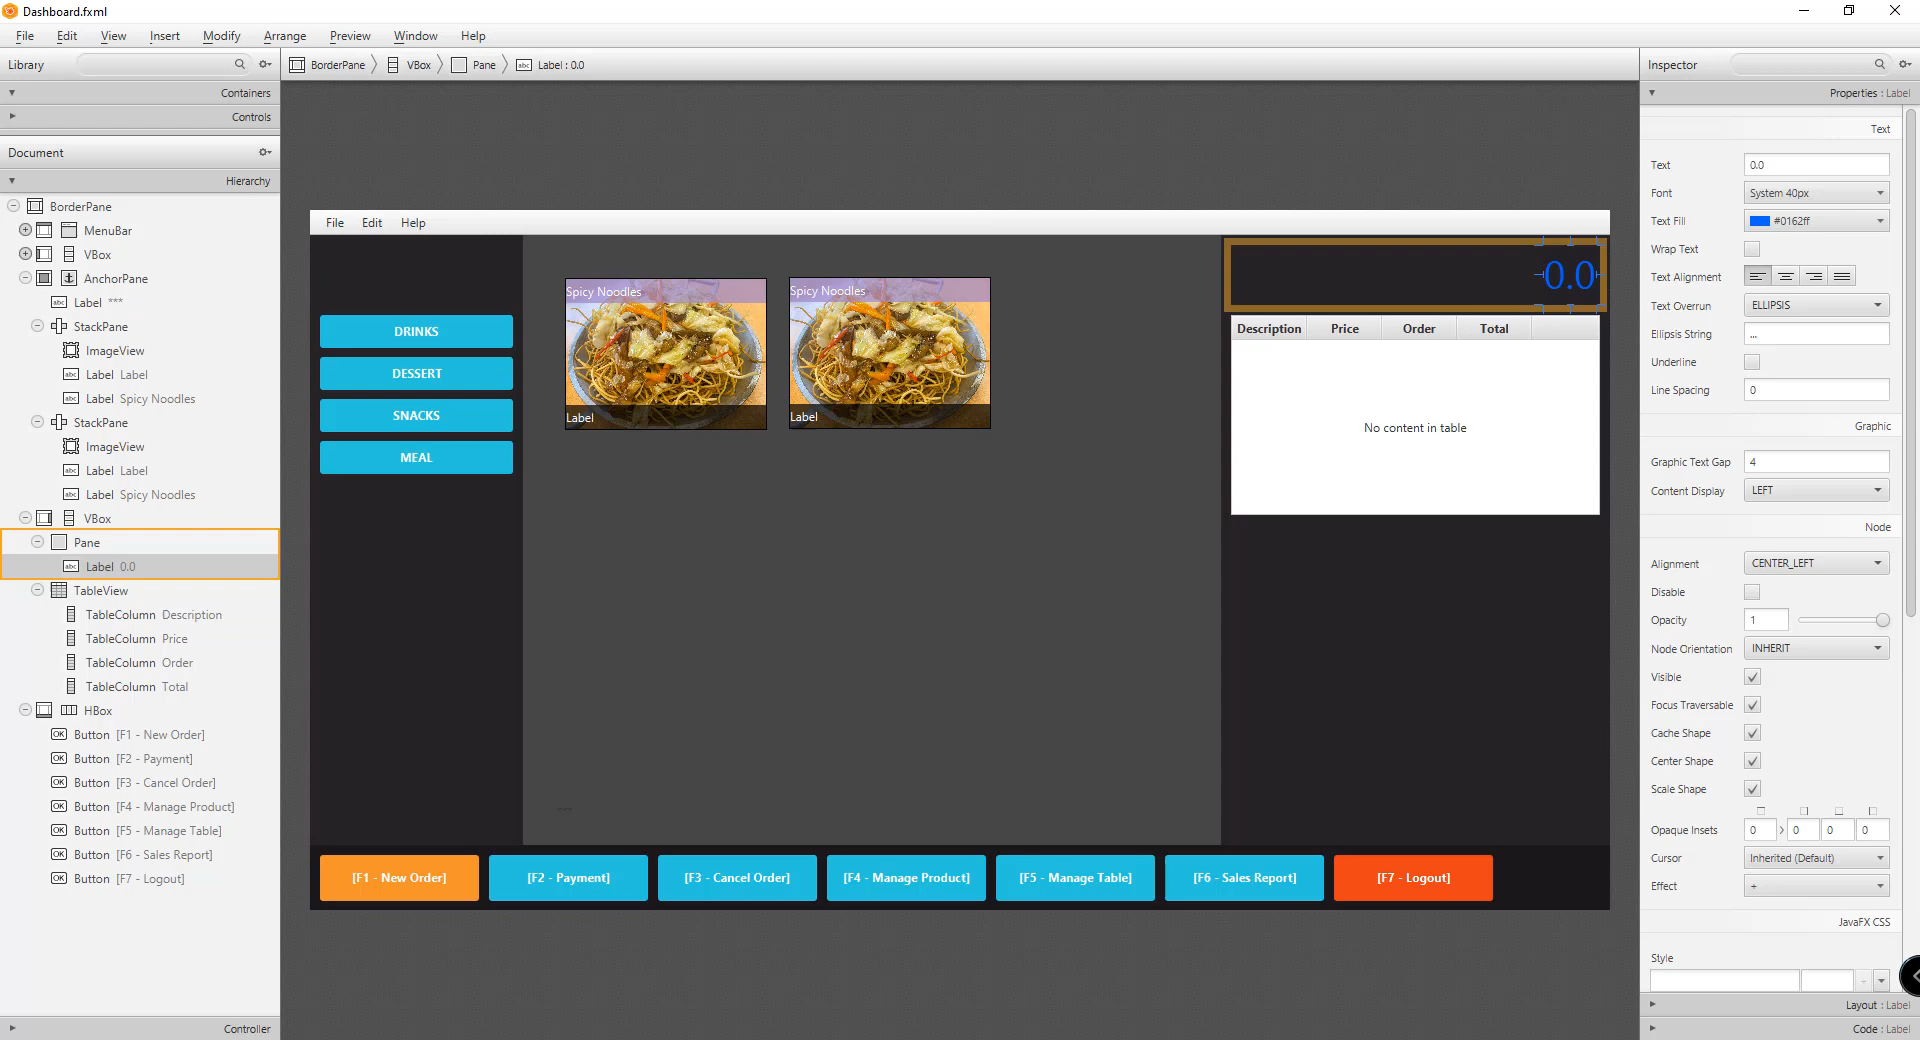 Dashboard.fxml
File Edit View Insert Modify Arrange Preview Window Help
Library
Containers
Controls
Document
Hierarchy
BorderPane
MenuBar
VBox
AnchorPane
Label ***
StackPane
ImageView
Label Label
Label Spicy Noodles
StackPane
ImageView
Label Label
Label Spicy Noodles
VBox
Pane
Label 0.0
TableView
TableColumn Description
TableColumn Price
TableColumn Order
TableColumn Total
HBox
Button [F1 - New Order]
Button [F2 - Payment]
Button [F3 - Cancel Order]
Button [F4 - Manage Product]
Button [F5 - Manage Table]
Button [F6 - Sales Report]
Button [F7 - Logout]
Controller
BorderPane VBox Pane Label : 0.0
File Edit Help
DRINKS
DESSERT
SNACKS
MEAL
Spicy Noodles
Label
Spicy Noodles
Label
0.0
Description Price Order Total
No content in table
[F1 - New Order] [F2 - Payment] [F3 - Cancel Order] [F4 - Manage Product] [F5 - Manage Table] [F6 - Sales Report] [F7 - Logout]
Inspector
Properties : Label
Text
Text 0.0
Font System 40px
Text Fill #0162ff
Wrap Text
Text Alignment
Text Overrun ELLIPSIS
Ellipsis String ...
Underline
Line Spacing 0
Graphic
Graphic Text Gap 4
Content Display LEFT
Node
Alignment CENTER_LEFT
Disable
Opacity 1
Node Orientation INHERIT
Visible
Focus Traversable
Cache Shape
Center Shape
Scale Shape
Opaque Insets 0 0 0 0
Cursor Inherited (Default)
Effect +
JavaFX CSS
Style
Layout : Label
Code : Label